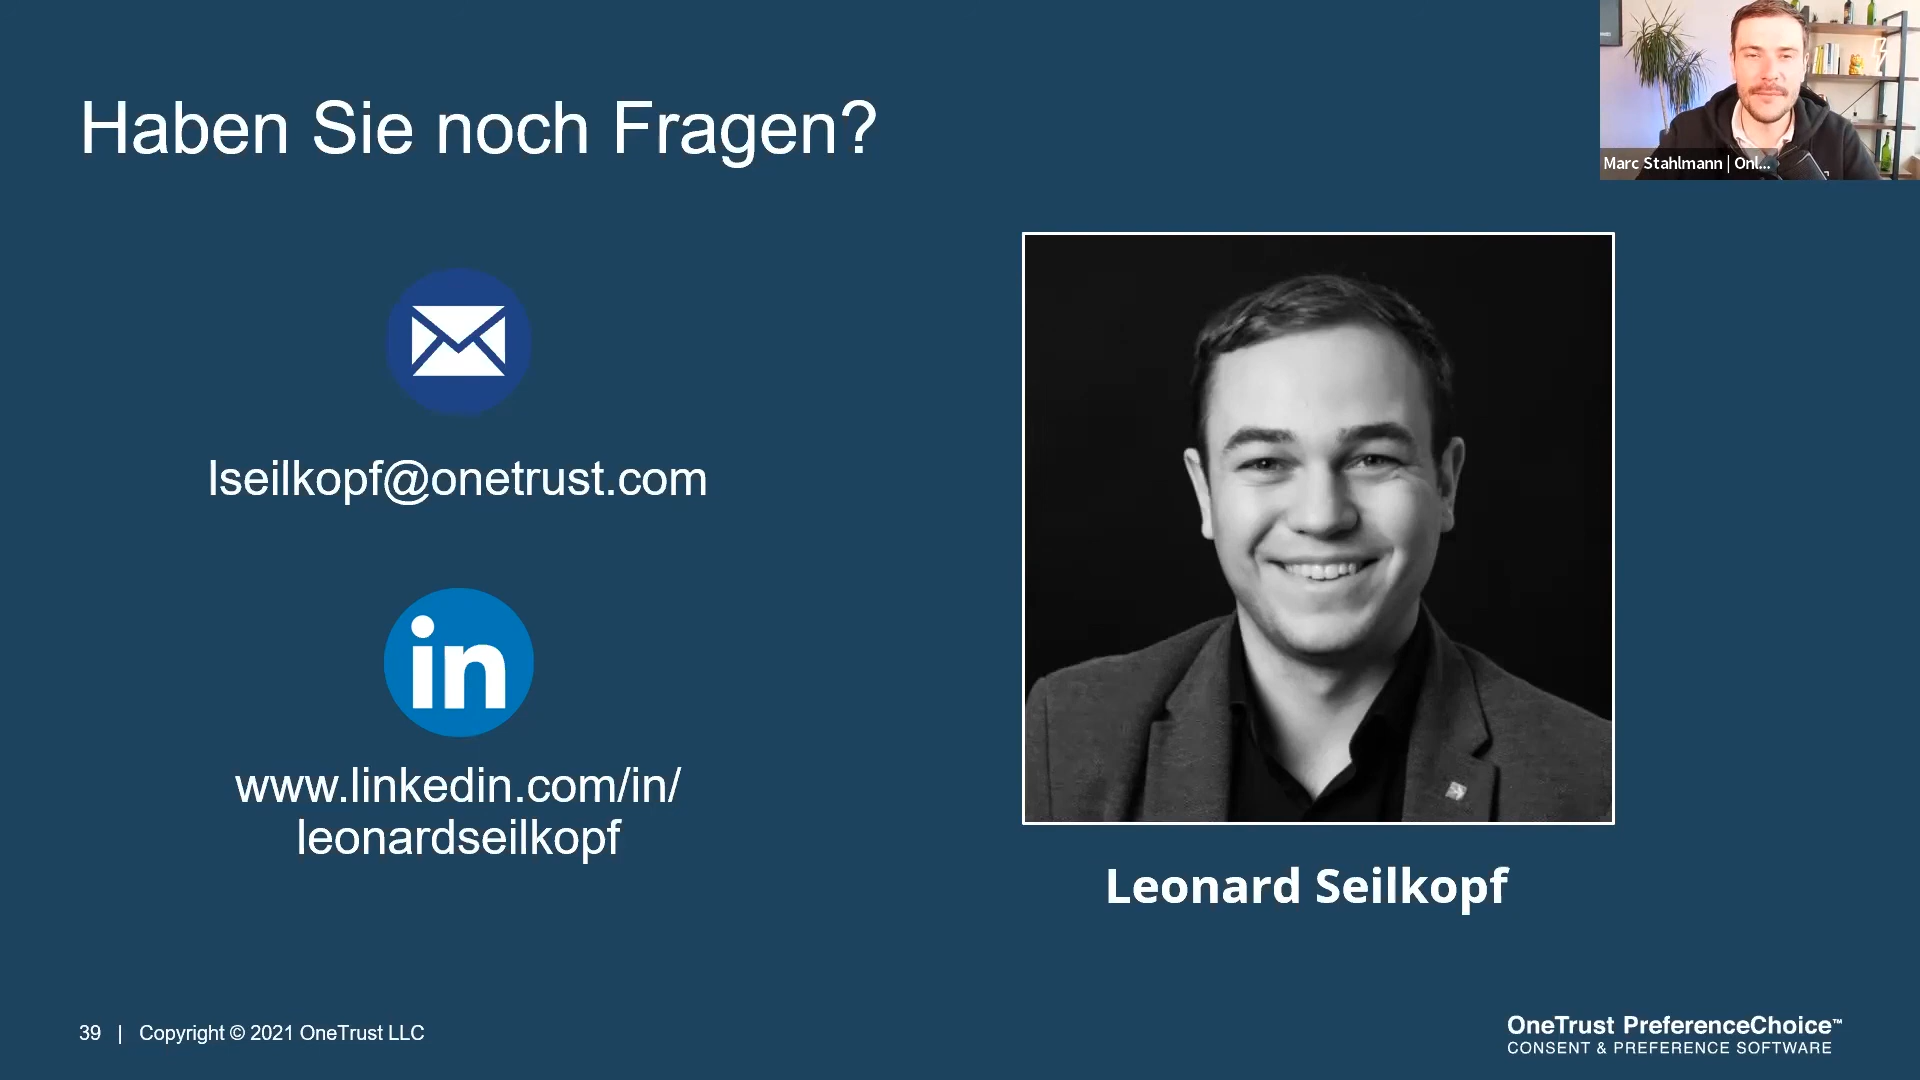 Haben Sie noch Fragen?
Marc Stahlmann | Onl...
lseilkopf@onetrust.com
in
www.linkedin.com/in/
leonardseilkopf
Leonard Seilkopf
39 | Copyright © 2021 OneTrust LLC
OneTrust PreferenceChoice™
CONSENT & PREFERENCE SOFTWARE